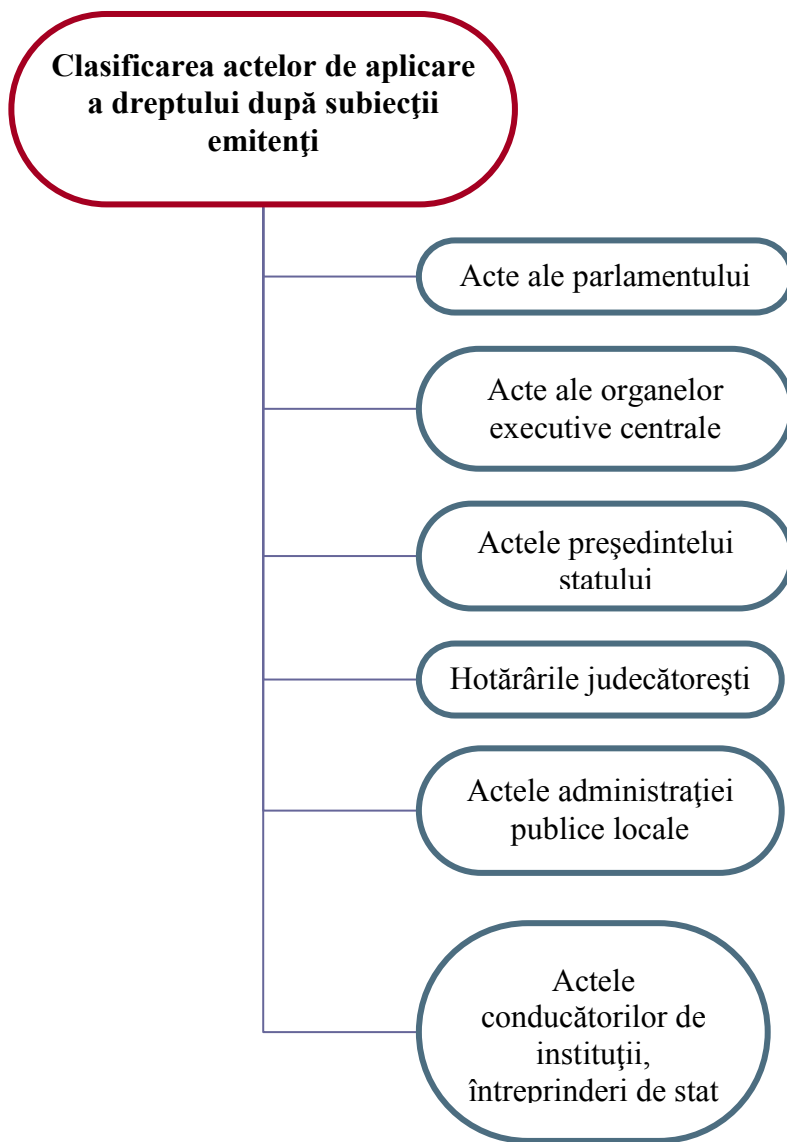 Clasificarea actelor de aplicare
a dreptului după subiecţii
emitenţi
Acte ale parlamentului
Acte ale organelor
executive centrale
Actele preşedintelui
statului
Hotărârile judecătoreşti
Actele administraţiei
publice locale
Actele
conducătorilor de
instituţii,
întreprinderi de stat